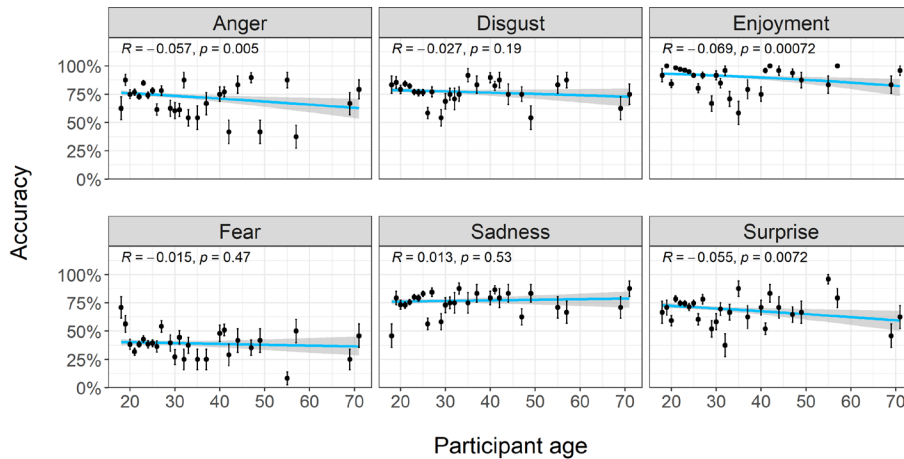 Anger
Disgust
Enjoyment
R = −0.057, p = 0.005
R = −0.027, p = 0.19
R = −0.069, p = 0.00072
100%
75%
50%
25%
0%
Accuracy
Fear
Sadness
Surprise
R = −0.015, p = 0.47
R = 0.013, p = 0.53
R = −0.055, p = 0.0072
100%
75%
50%
25%
0%
20 30 40 50 60 70
20 30 40 50 60 70
20 30 40 50 60 70
Participant age